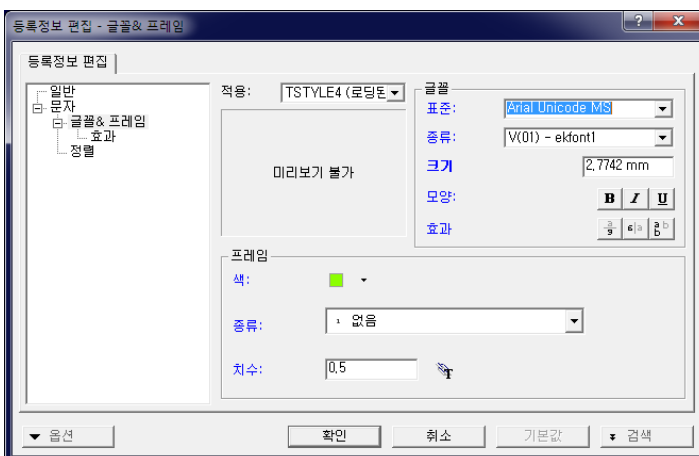 등록정보 편집 - 글꼴& 프레임
등록정보 편집
일반
문자
글꼴& 프레임
효과
정렬
적용:
TSTYLE4 (로딩된
미리보기 불가
글꼴
표준:
Arial Unicode MS
종류:
V(01) - ekfont1
크기
2,7742 mm
모양:
B I U
효과
프레임
색:
종류:
1 없음
치수:
0,5
옵션
확인
취소
기본값
검색